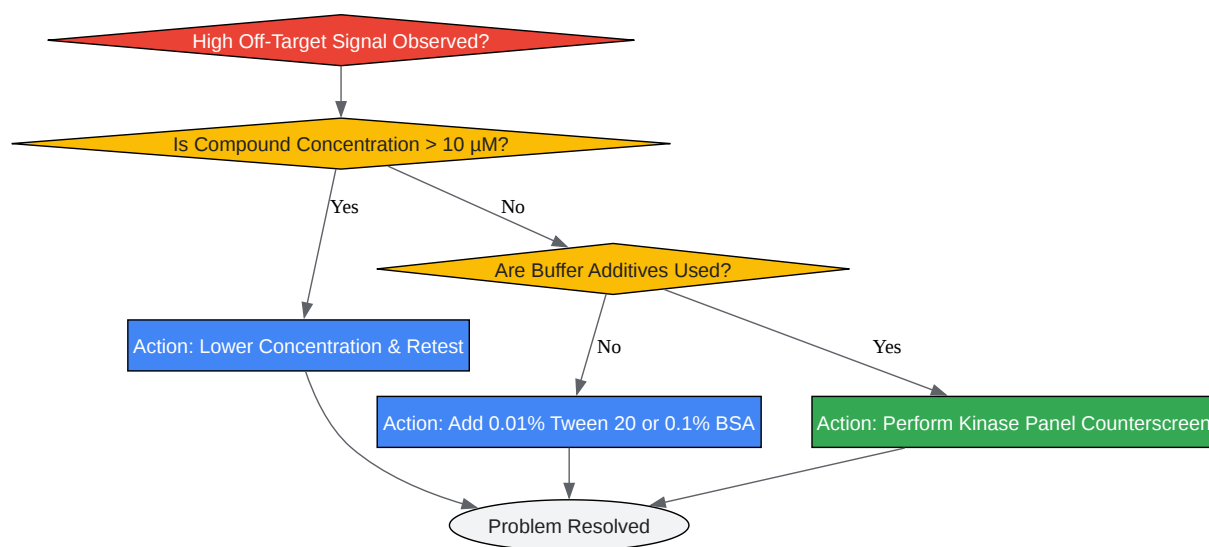 High Off-Target Signal Observed?
Is Compound Concentration > 10 µM?
Yes
No
Are Buffer Additives Used?
Action: Lower Concentration & Retest
No
Yes
Action: Add 0.01% Tween 20 or 0.1% BSA
Action: Perform Kinase Panel Counterscreen
Problem Resolved